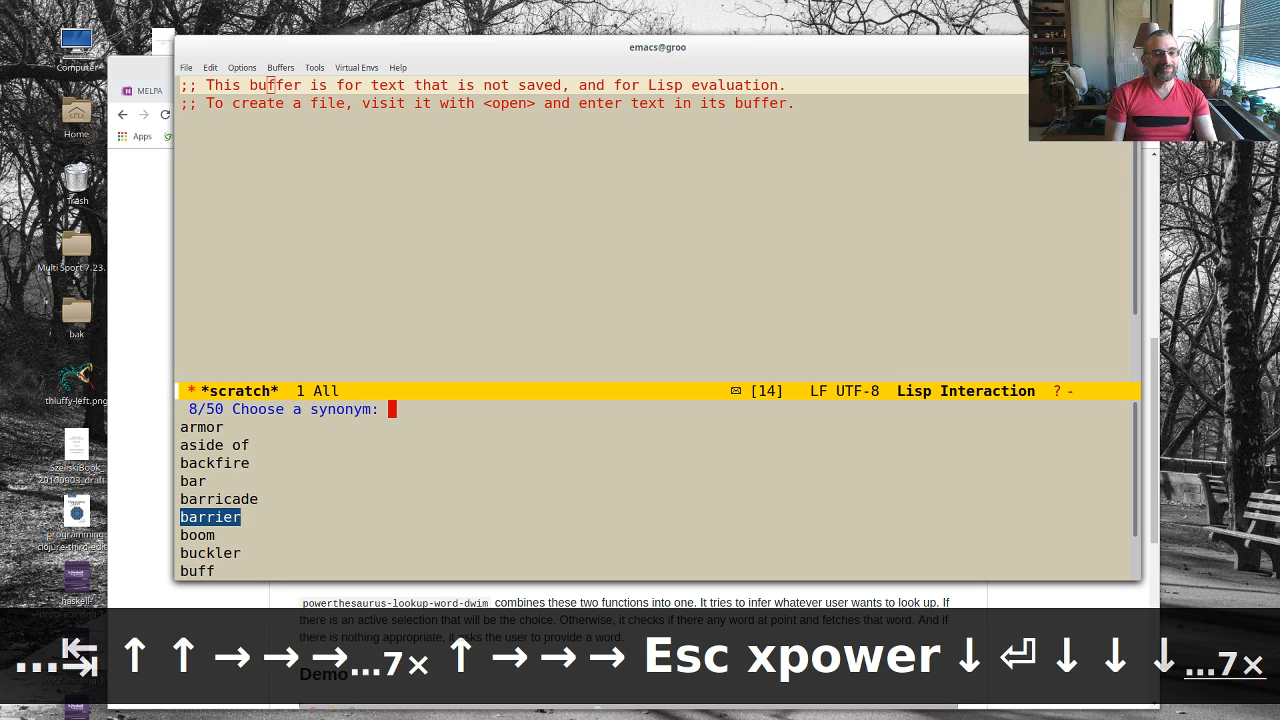 emacs@groo
File Edit Options Buffers Tools Virtual Envs Help
;; This buffer is for text that is not saved, and for Lisp evaluation.
;; To create a file, visit it with <open> and enter text in its buffer.
* *scratch* 1 All [14] LF UTF-8 Lisp Interaction ? -
8/50 Choose a synonym:
armor
aside of
backfire
bar
barricade
barrier
boom
buckler
buff
Computer
Home
Trash
Multi Sport 7.23.
bak
thluffy-left.png
SzeliskiBook_
20100903.draft.
programming-
clojure-third-edit
haskell-
MELPA
Apps
powerthesaurus-lookup-word-dwim combines these two functions into one. It tries to infer whatever user wants to look up. If
there is an active selection that will be the choice. Otherwise, it checks if there any word at point and fetches that word. And if
there is nothing appropriate, it asks the user to provide a word.
Demo
...⇆ ↑ ↑ → → →...7× ↑ → → → Esc xpower ↓ ⏎ ↓ ↓ ↓...7×